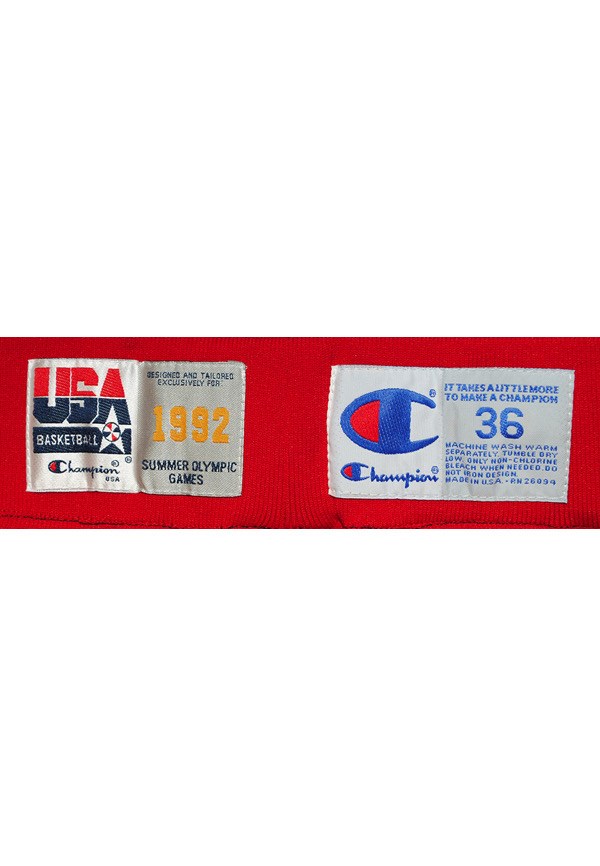 USA
BASKETBALL
Champion®
USA
DESIGNED AND TAILORED
EXCLUSIVELY FOR
1992
SUMMER OLYMPIC
GAMES
Champion®
IT TAKES A LITTLE MORE
TO MAKE A CHAMPION
36
MACHINE WASH WARM
SEPARATELY. TUMBLE DRY
LOW. ONLY NON-CHLORINE
BLEACH WHEN NEEDED. DO
NOT IRON DESIGN.
MADE IN U.S.A. - RN 26094